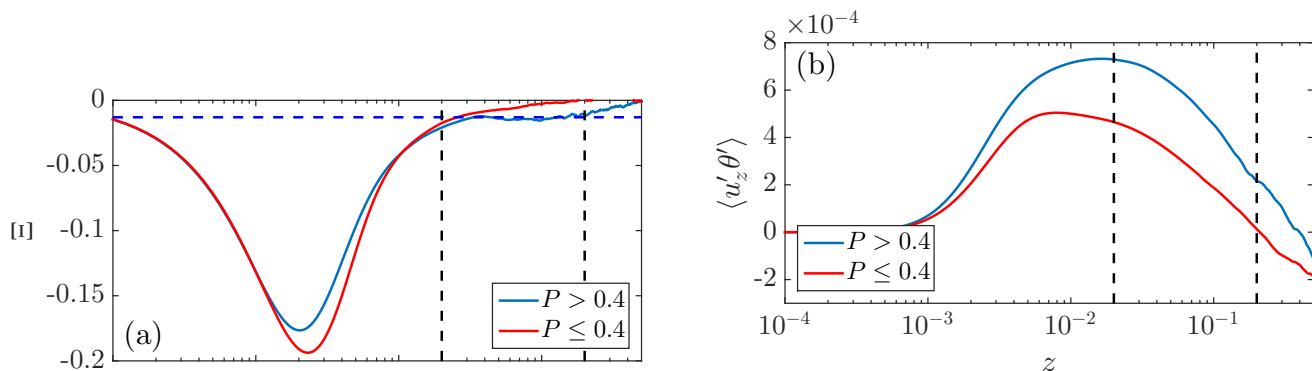 0
-0.05
-0.1
-0.15
-0.2
Ξ
(a)
P > 0.4
P ≤ 0.4
×10⁻⁴
8
6
4
2
0
-2
⟨u′_z θ′⟩
(b)
P > 0.4
P ≤ 0.4
10⁻⁴
10⁻³
10⁻²
10⁻¹
z